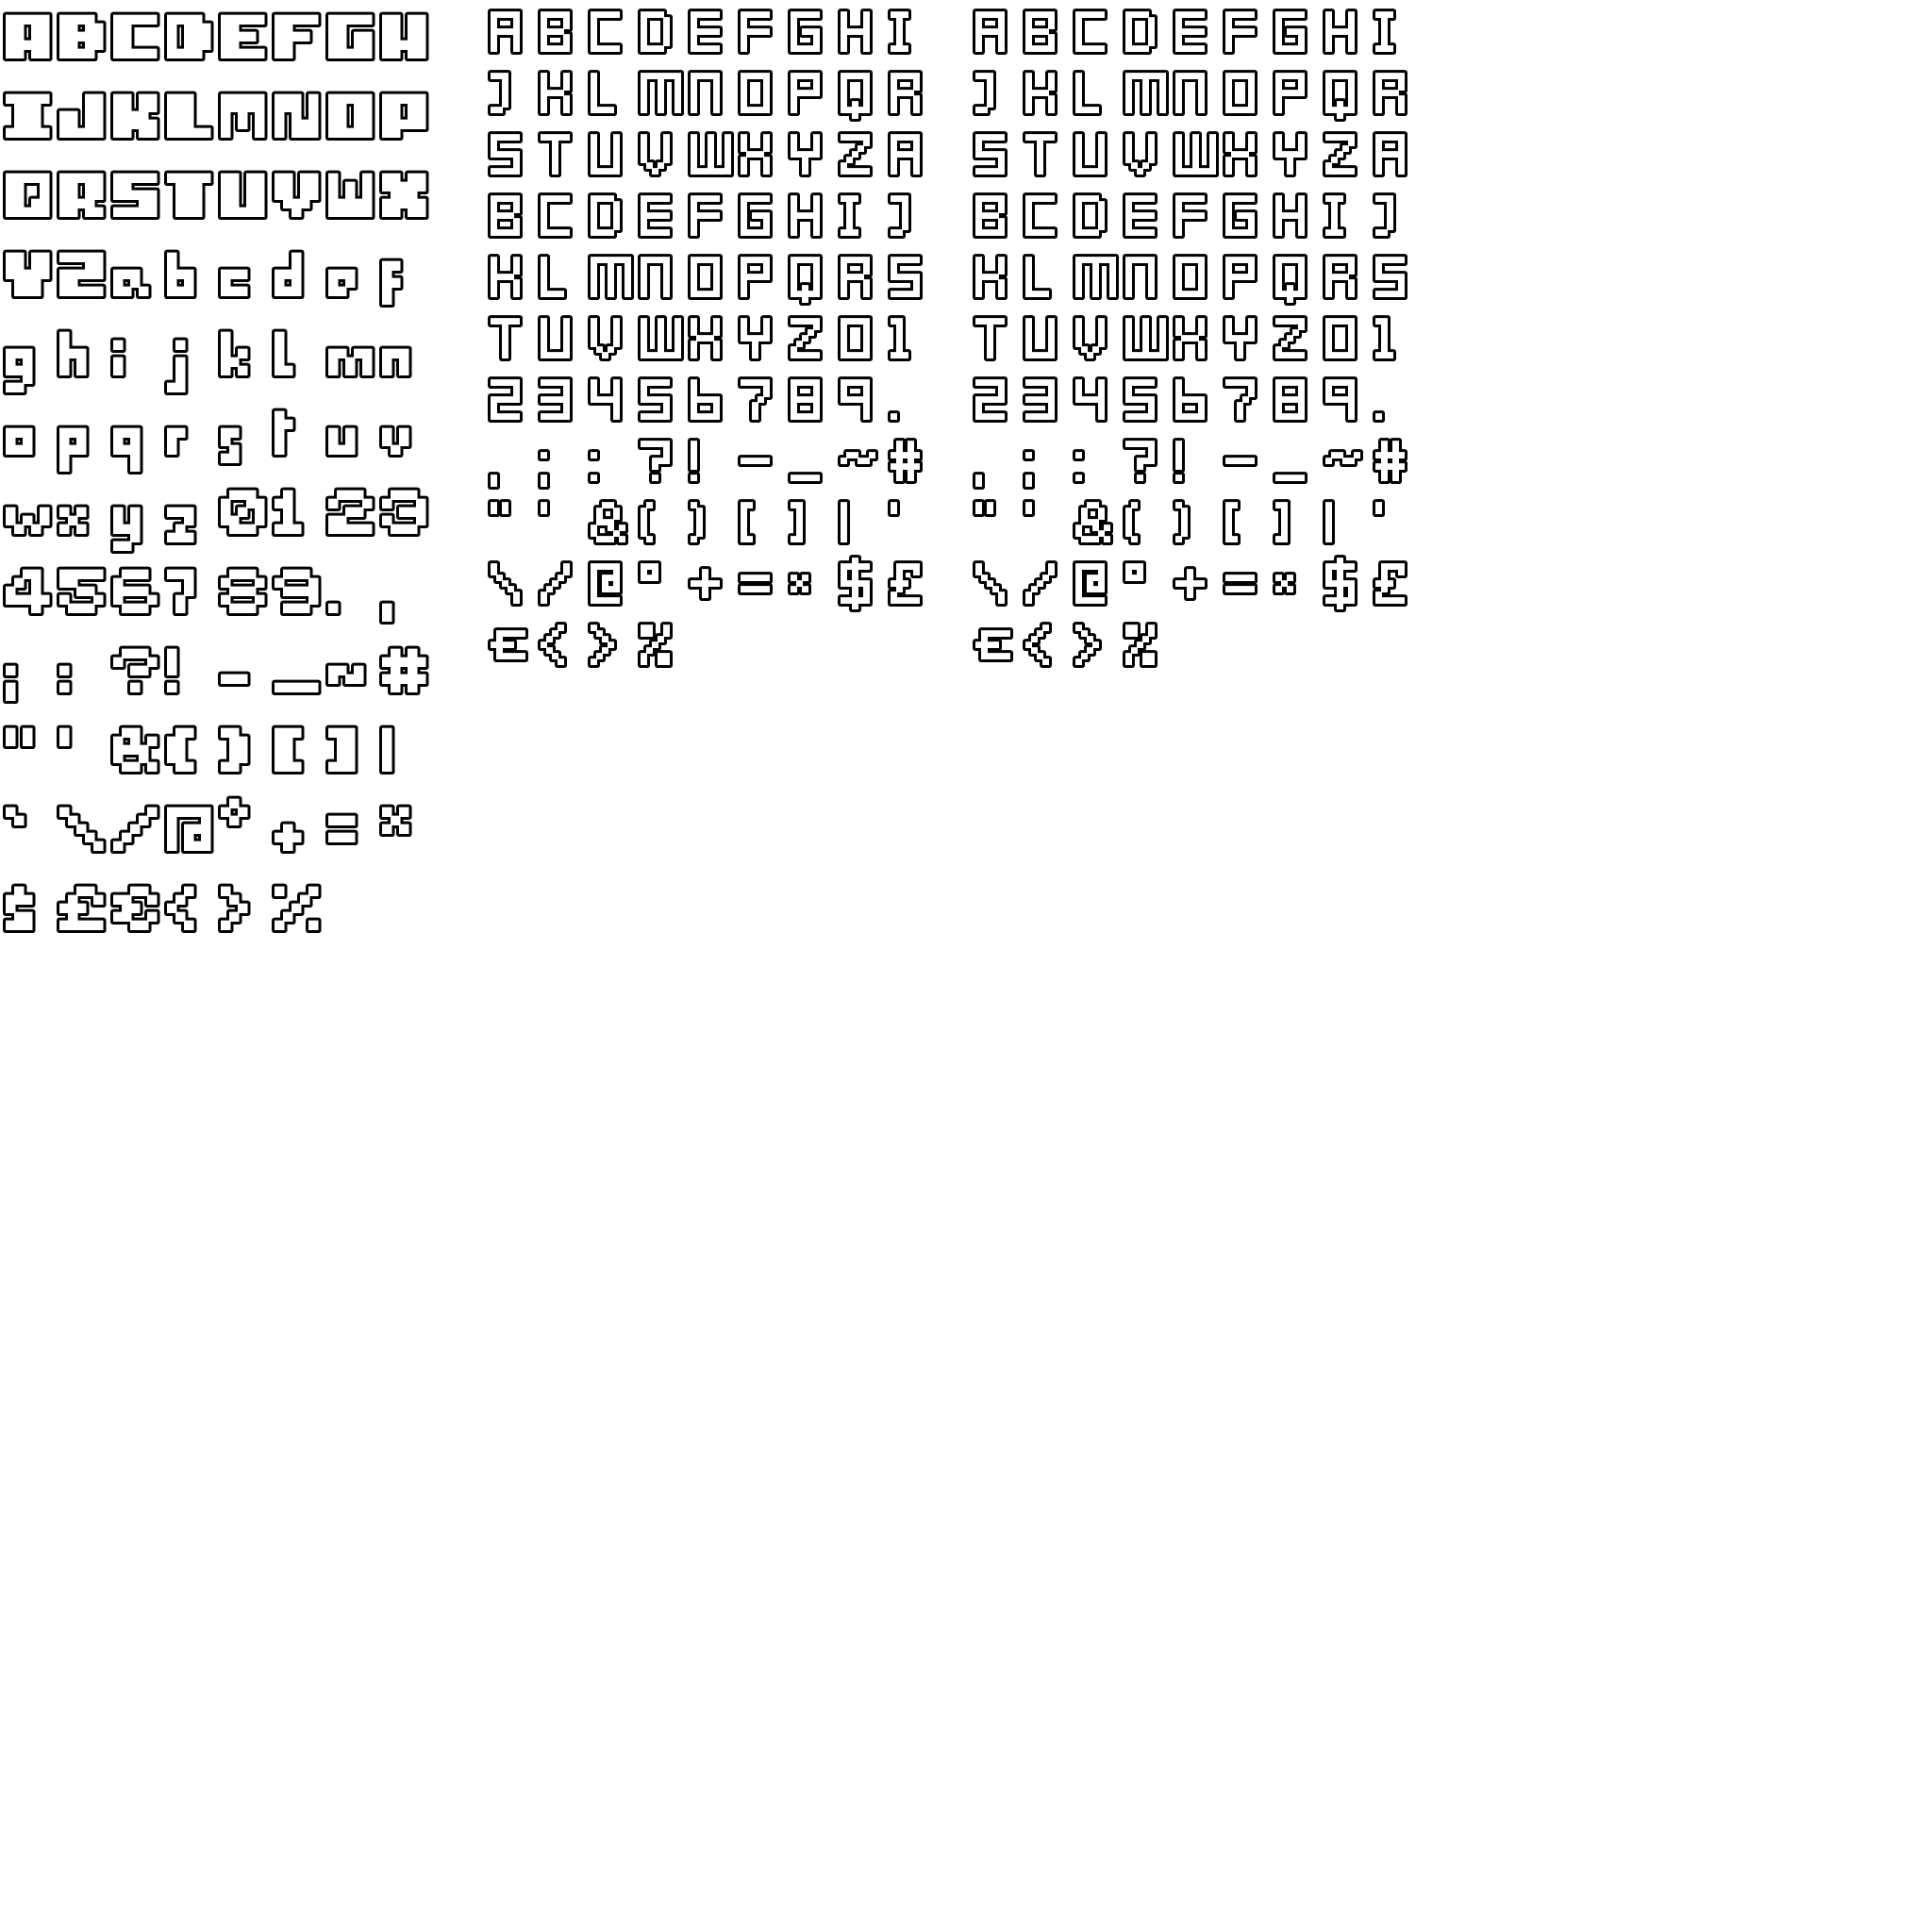 ABCDEFGH
IJKLMNOP
QRSTUVWX
YZabcdef
ghijklmn
opqrstuv
wxyz0123
456789.,
;:?!-_~#
"'&()[]|
`\/@°+=*
$£€<>%
ABCDEFGHI
JKLMNOPQR
STUVWXYZA
BCDEFGHIJ
KLMNOPQRS
TUVWXYZ01
23456789.
,;:?!-_~#
"'&()[]|'
\/@°+=*$£
€<>%
ABCDEFGHI
JKLMNOPQR
STUVWXYZA
BCDEFGHIJ
KLMNOPQRS
TUVWXYZ01
23456789.
,;:?!-_~#
"'&()[]|'
\/@°+=*$£
€<>%